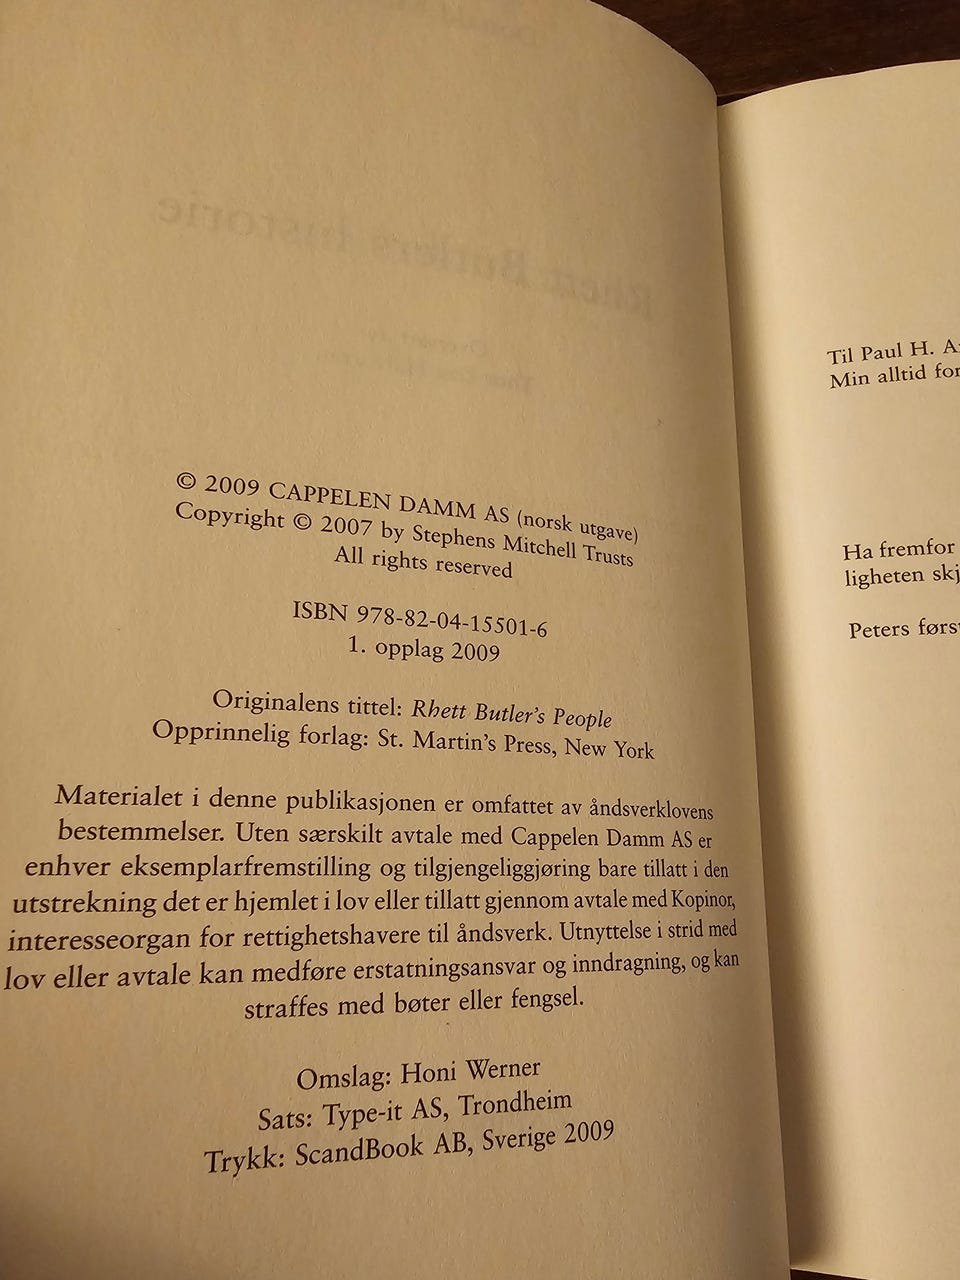 © 2009 CAPPELEN DAMM AS (norsk utgave)
Copyright © 2007 by Stephens Mitchell Trusts
All rights reserved
ISBN 978-82-04-15501-6
1. opplag 2009
Originalens tittel: Rhett Butler's People
Opprinnelig forlag: St. Martin's Press, New York
Materialet i denne publikasjonen er omfattet av åndsverklovens
bestemmelser. Uten særskilt avtale med Cappelen Damm AS er
enhver eksemplarfremstilling og tilgjengeliggjøring bare tillatt i den
utstrekning det er hjemlet i lov eller tillatt gjennom avtale med Kopinor,
interesseorgan for rettighetshavere til åndsverk. Utnyttelse i strid med
lov eller avtale kan medføre erstatningsansvar og inndragning, og kan
straffes med bøter eller fengsel.
Omslag: Honi Werner
Sats: Type-it AS, Trondheim
Trykk: ScandBook AB, Sverige 2009
Til Paul H. A
Min alltid for
Ha fremfor
ligheten skj
Peters førs